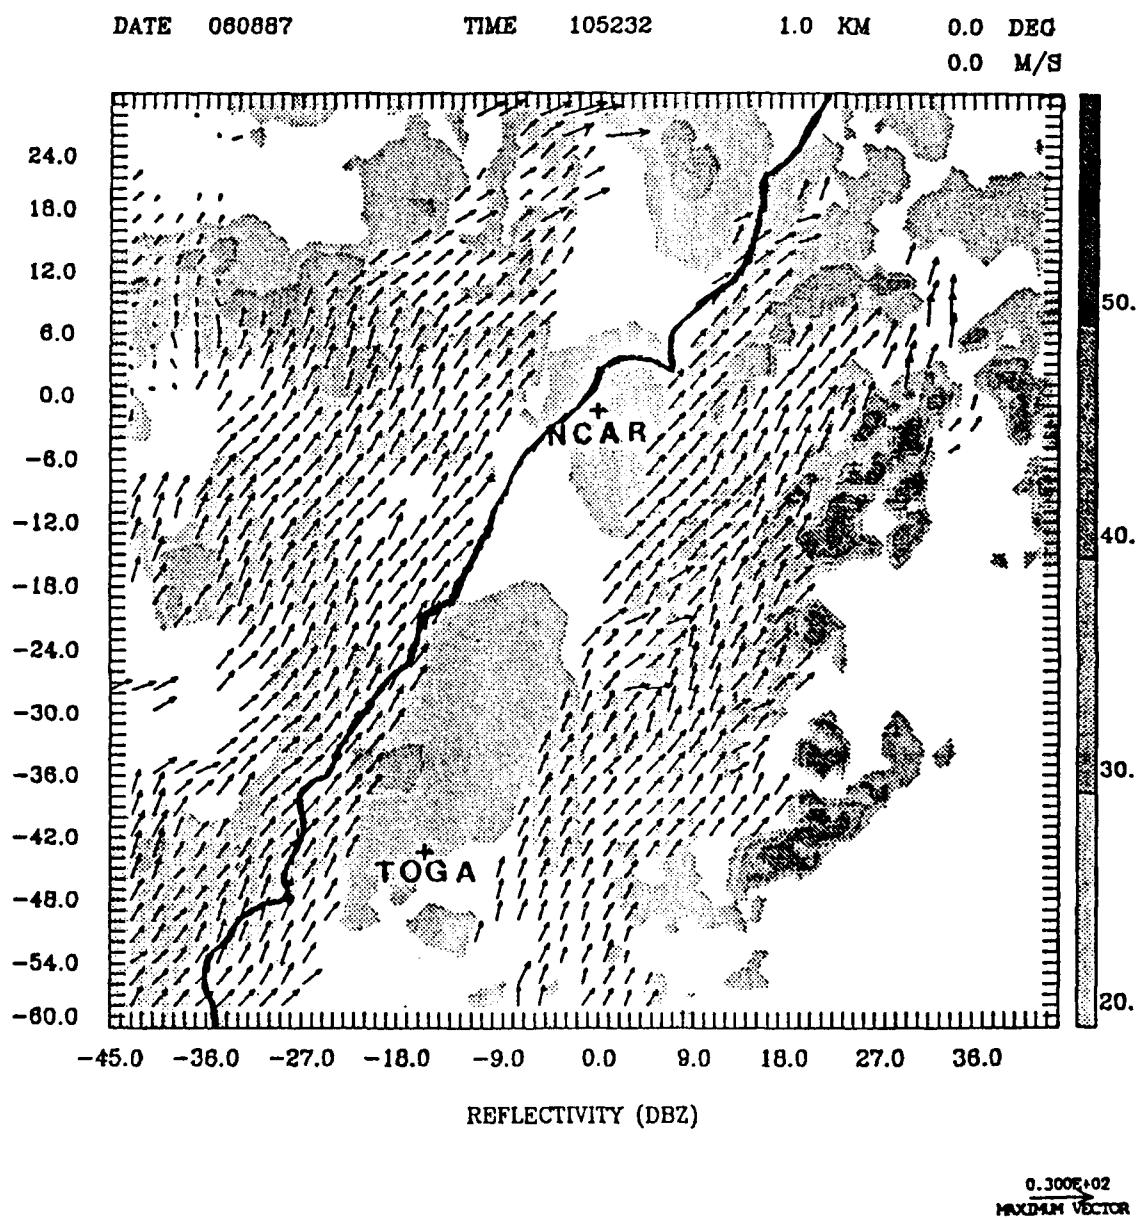 DATE 060887 TIME 105232 1.0 KM 0.0 DEG
0.0 M/S
24.0
18.0
12.0
6.0
0.0
-6.0
-12.0
-18.0
-24.0
-30.0
-36.0
-42.0
-48.0
-54.0
-60.0
NCAR
TOGA
50.
40.
30.
20.
-45.0 -36.0 -27.0 -18.0 -9.0 0.0 9.0 18.0 27.0 36.0
REFLECTIVITY (DBZ)
0.300E+02
MAXIMUM VECTOR